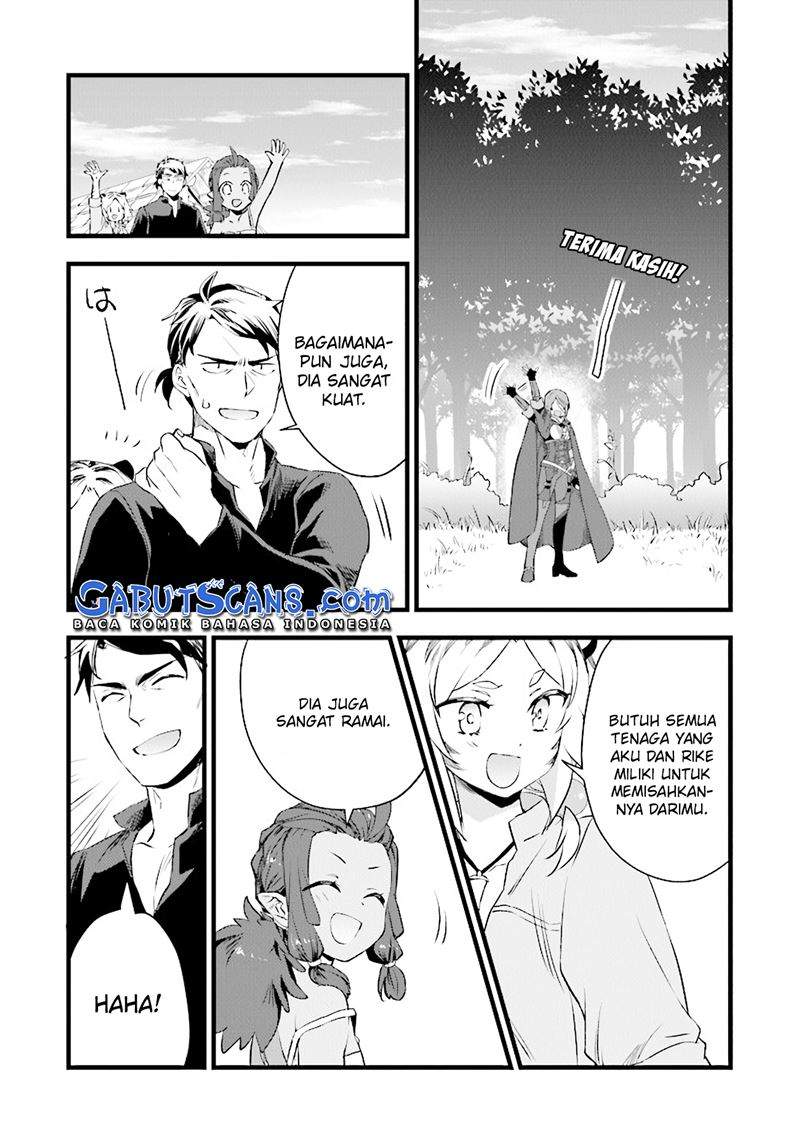 TERIMA KASIH!
は
BAGAIMANA-
PUN JUGA,
DIA SANGAT
KUAT.
GABUTSCANS.com
BACA KOMIK BAHASA INDONESIA
BUTUH SEMUA
TENAGA YANG
AKU DAN RIKE
MILIKI UNTUK
MEMISAHKAN-
NYA DARIMU.
DIA JUGA
SANGAT RAMAI.
HAHA!